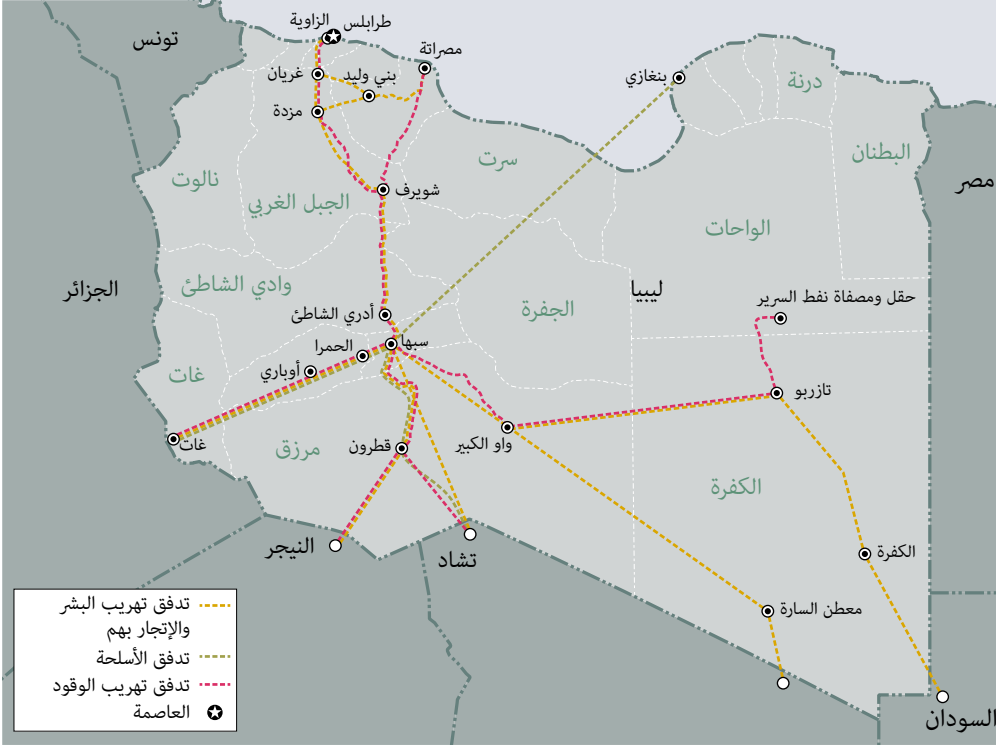 الزاوية
طرابلس
تونس
مصراتة
غريان
بني وليد
بنغازي
درنة
مزدة
البطنان
سرت
نالوت
مصر
شويرف
الجبل الغربي
الواحات
وادي الشاطئ
الجزائر
ليبيا
حقل ومصفاة نفط السرير
أدري الشاطئ
الجفرة
سبها
الحمرا
أوباري
غات
تازربو
غات
قطرون
واو الكبير
مرزق
الكفرة
النيجر
تشاد
الكفرة
معطن السارة
السودان
تدفق تهريب البشر
والإتجار بهم
تدفق الأسلحة
تدفق تهريب الوقود
العاصمة